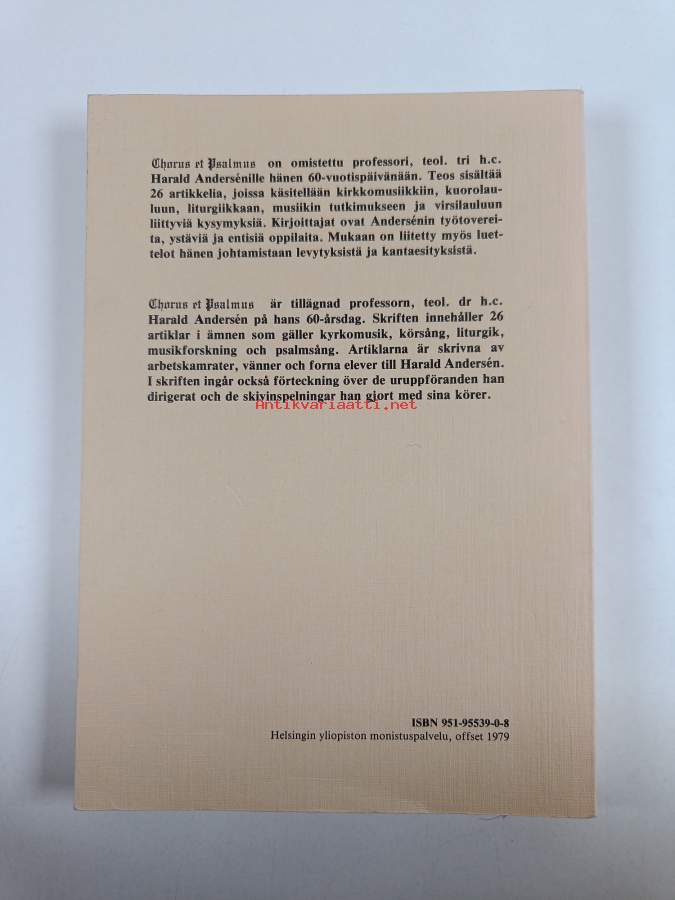 Chorus et Psalmus on omistettu professori, teol. tri h.c.
Harald Andersénille hänen 60-vuotispäivänään. Teos sisältää
26 artikkelia, joissa käsitellään kirkkomusiikkiin, kuorolau-
luun, liturgiikkaan, musiikin tutkimukseen ja virsilauluun
liittyviä kysymyksiä. Kirjoittajat ovat Andersénin työtoverei-
ta, ystäviä ja entisiä oppilaita. Mukaan on liitetty myös luet-
telot hänen johtamistaan levytyksistä ja kantaesityksistä.
Chorus et Psalmus är tillägnad professorn, teol. dr h.c.
Harald Andersén på hans 60-årsdag. Skriften innehåller 26
artiklar i ämnen som gäller kyrkomusik, körsång, liturgik,
musikforskning och psalmsång. Artiklarna är skrivna av
arbetskamrater, vänner och forna elever till Harald Andersén.
I skriften ingår också förteckning över de uruppföranden han
dirigerat och de skivinspelningar han gjort med sina körer.
Antikvariaatti.net
ISBN 951-95539-0-8
Helsingin yliopiston monistuspalvelu, offset 1979